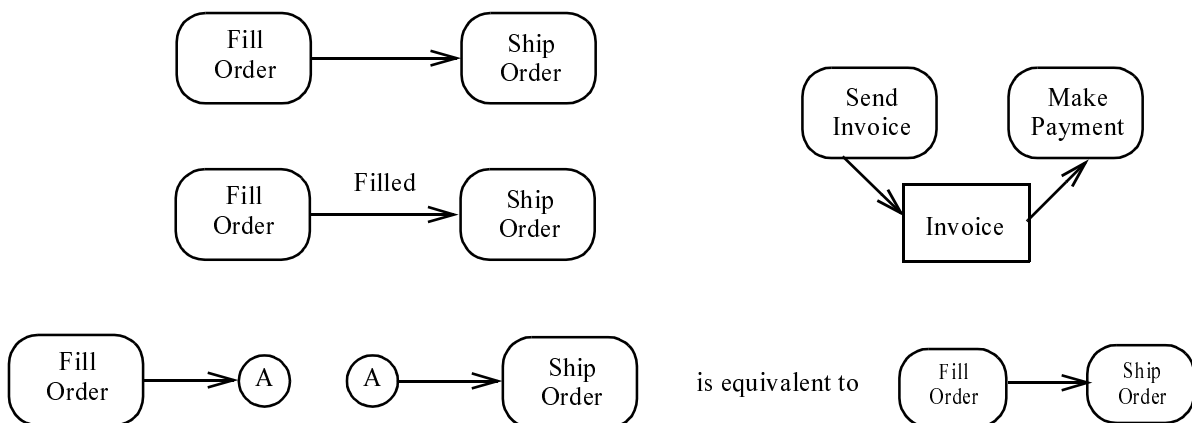 Fill
Order
Ship
Order
Send
Invoice
Make
Payment
Fill
Order
Filled
Ship
Order
Invoice
Fill
Order
A
A
Ship
Order
is equivalent to
Fill
Order
Ship
Order